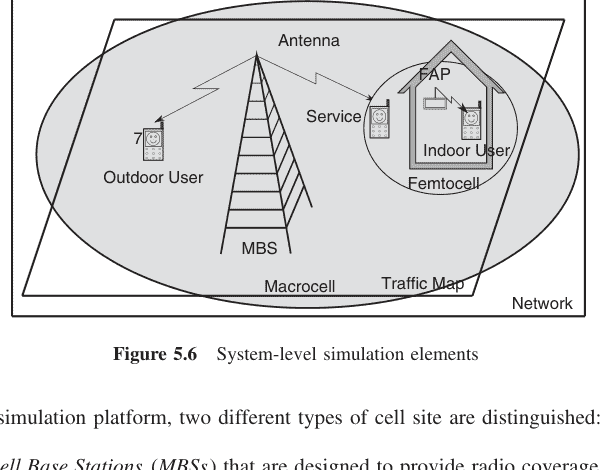 Antenna
FAP
Service
7
Indoor User
Outdoor User
Femtocell
MBS
Macrocell
Traffic Map
Network
Figure 5.6 System-level simulation elements
simulation platform, two different types of cell site are distinguished:
ell Base Stations (MBSs) that are designed to provide radio coverage